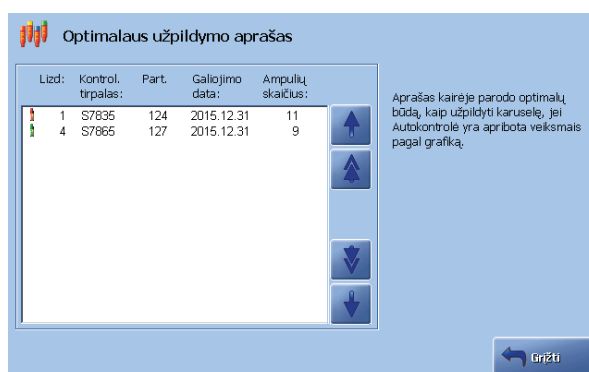 Optimalaus užpildymo aprašas
Lizd: Kontrol. tirpalas: Part. Galiojimo data: Ampulių skaičius:
1 S7835 124 2015.12.31 11
4 S7865 127 2015.12.31 9
Aprašas kairėje parodo optimalų
būdą, kaip užpildyti karuselę, jei
Autokontrolė yra apribota veiksmais
pagal grafiką.
Grįžti